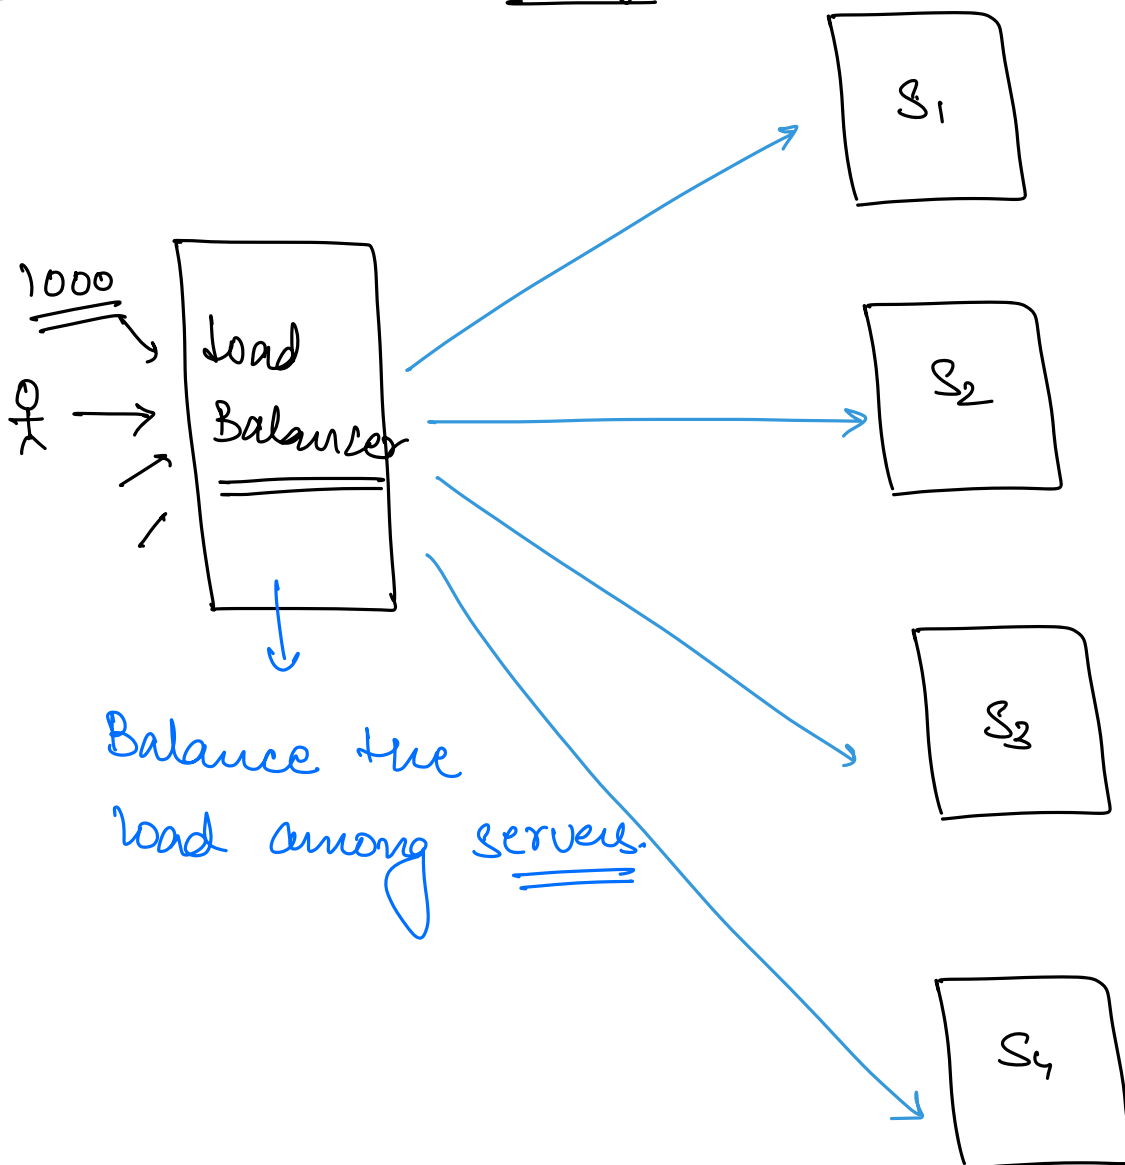 S1
1000
Load
Balancer
S2
Balance the
load among servers.
S3
S4